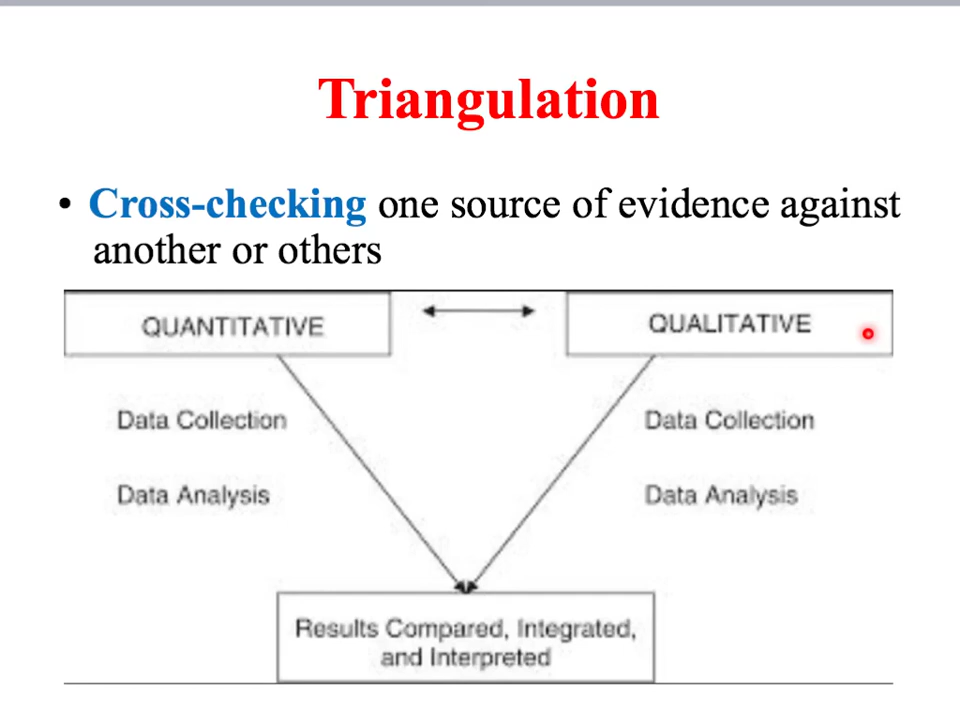 Triangulation
• Cross-checking one source of evidence against
another or others
QUANTITATIVE
QUALITATIVE
Data Collection
Data Collection
Data Analysis
Data Analysis
Results Compared, Integrated,
and Interpreted